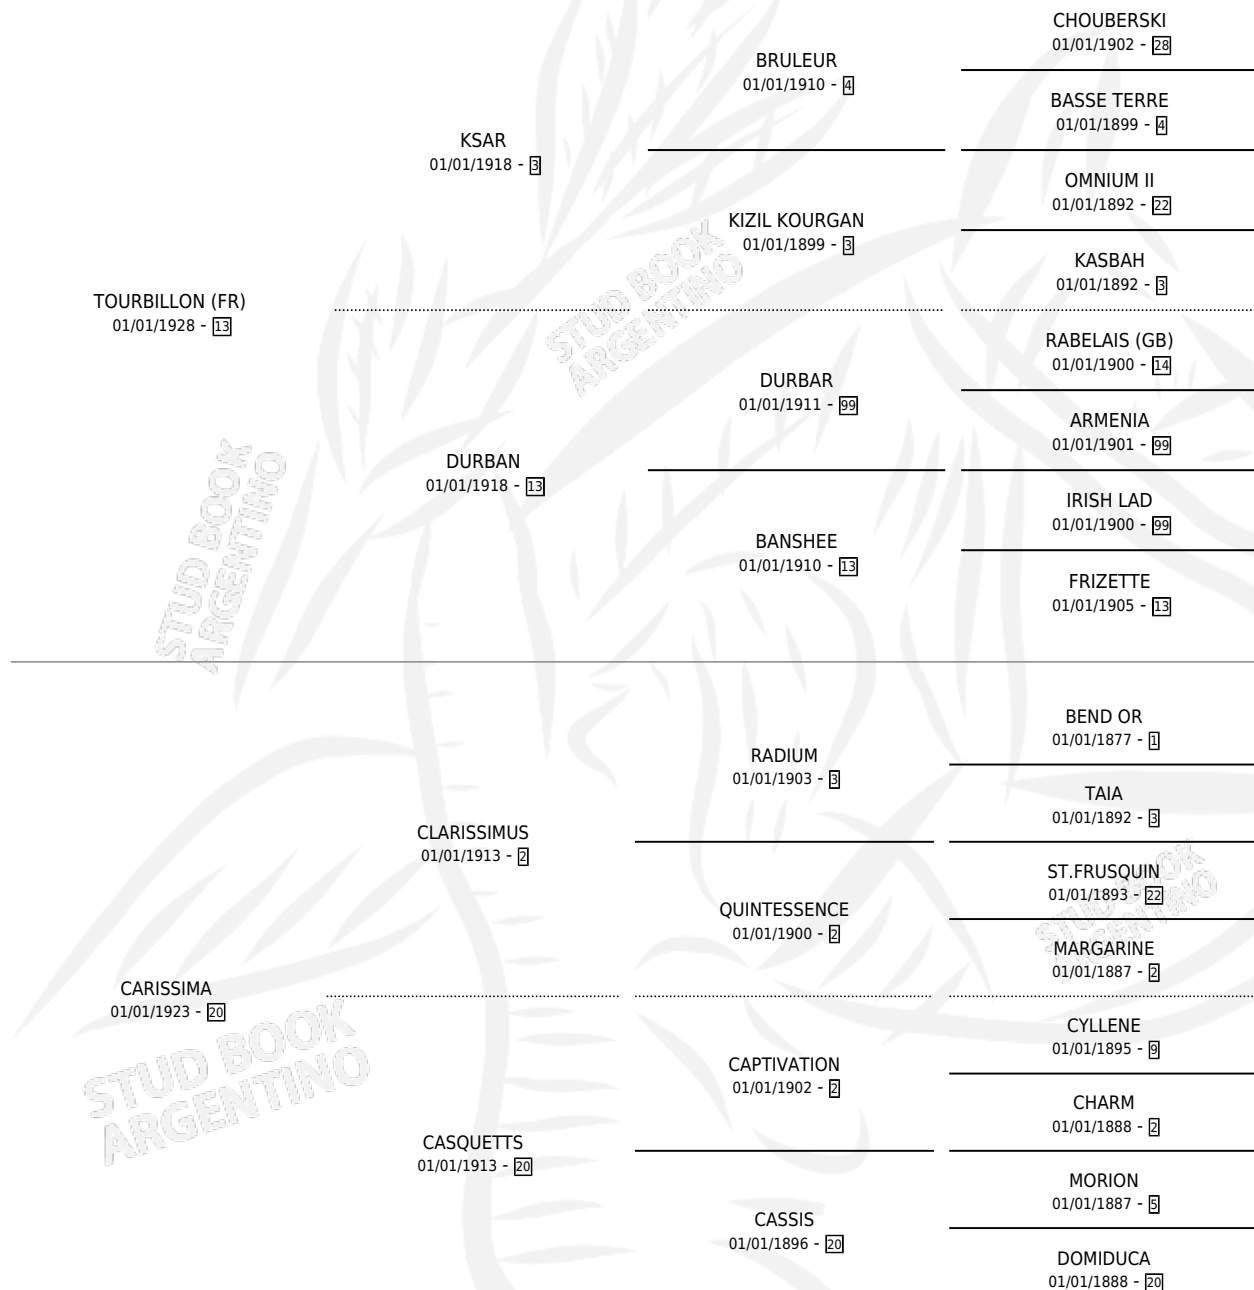 CHOUBERSKI
01/01/1902 - 28
BRULEUR
01/01/1910 - 4
BASSE TERRE
01/01/1899 - 4
KSAR
01/01/1918 - 3
OMNIUM II
01/01/1892 - 22
KIZIL KOURGAN
01/01/1899 - 3
KASBAH
01/01/1892 - 3
TOURBILLON (FR)
01/01/1928 - 13
RABELAIS (GB)
01/01/1900 - 14
DURBAR
01/01/1911 - 99
ARMENIA
01/01/1901 - 99
DURBAN
01/01/1918 - 13
IRISH LAD
01/01/1900 - 99
BANSHEE
01/01/1910 - 13
FRIZETTE
01/01/1905 - 13
STUD BOOK
ARGENTINO
STUD BOOK
ARGENTINO
BEND OR
01/01/1877 - 1
RADIUM
01/01/1903 - 3
TAIA
01/01/1892 - 3
CLARISSIMUS
01/01/1913 - 2
ST.FRUSQUIN
01/01/1893 - 22
QUINTESSENCE
01/01/1900 - 2
MARGARINE
01/01/1887 - 2
CARISSIMA
01/01/1923 - 20
CYLLENE
01/01/1895 - 9
CAPTIVATION
01/01/1902 - 2
CHARM
01/01/1888 - 2
CASQUETTS
01/01/1913 - 20
MORION
01/01/1887 - 5
CASSIS
01/01/1896 - 20
DOMIDUCA
01/01/1888 - 20
STUD BOOK
ARGENTINO
STUD BOOK
ARGENTINO